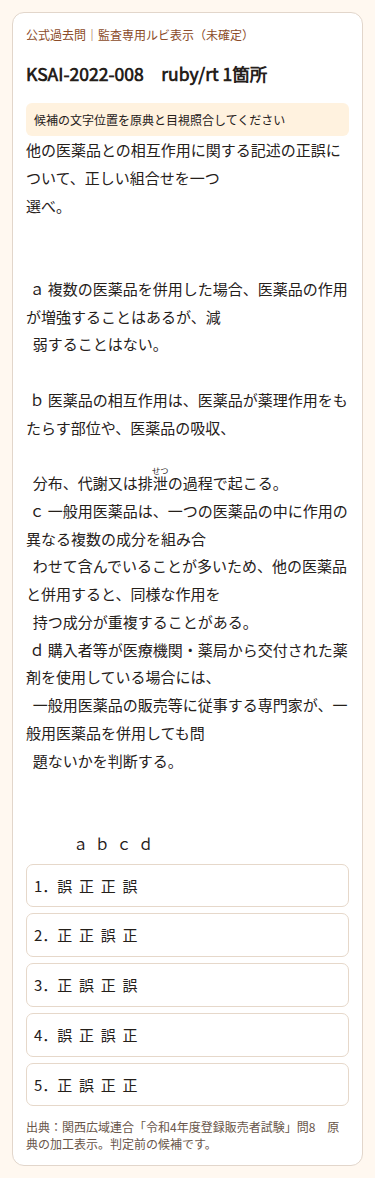 公式過去問｜監査専用ルビ表示（未確定）
KSAI-2022-008　ruby/rt 1箇所
候補の文字位置を原典と目視照合してください
他の医薬品との相互作用に関する記述の正誤に
ついて、正しい組合せを一つ
選べ。
ａ 複数の医薬品を併用した場合、医薬品の作用
が増強することはあるが、減
弱することはない。
ｂ 医薬品の相互作用は、医薬品が薬理作用をも
たらす部位や、医薬品の吸収、
せつ
分布、代謝又は排泄の過程で起こる。
ｃ 一般用医薬品は、一つの医薬品の中に作用の
異なる複数の成分を組み合
わせて含んでいることが多いため、他の医薬品
と併用すると、同様な作用を
持つ成分が重複することがある。
ｄ 購入者等が医療機関・薬局から交付された薬
剤を使用している場合には、
一般用医薬品の販売等に従事する専門家が、一
般用医薬品を併用しても問
題ないかを判断する。
ａ ｂ ｃ ｄ
1．誤 正 正 誤
2．正 正 誤 正
3．正 誤 正 誤
4．誤 正 誤 正
5．正 誤 正 正
出典：関西広域連合「令和4年度登録販売者試験」問8　原
典の加工表示。判定前の候補です。